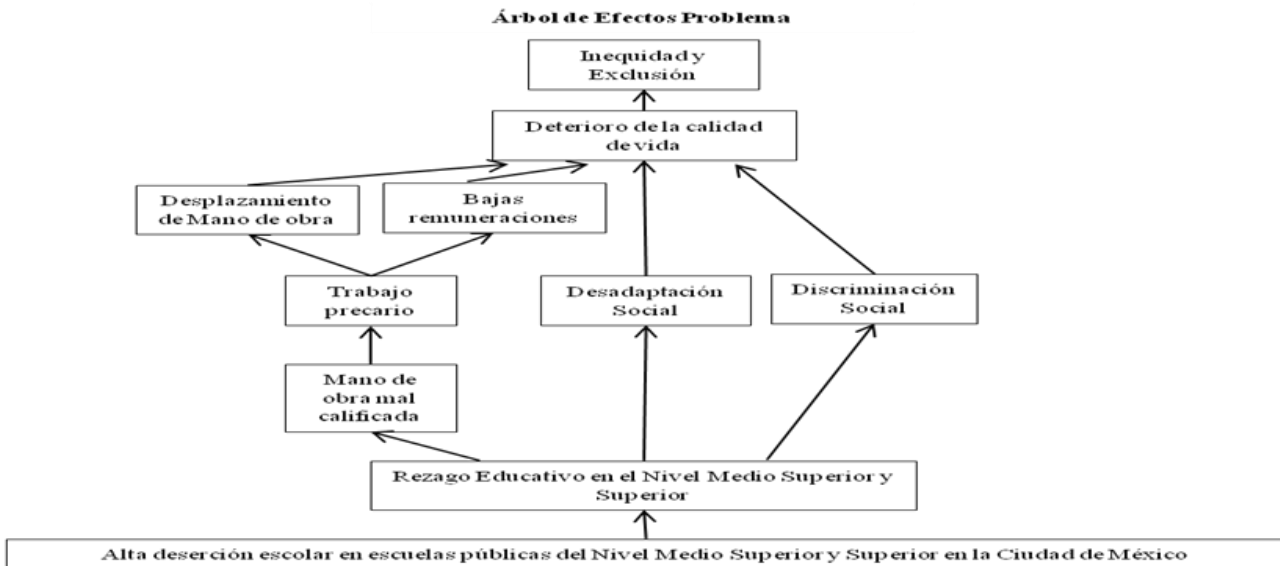 Árbol de Efectos Problema
Inequidad y
Exclusión
Deterioro de la calidad
de vida
Desplazamiento
de Mano de obra
Bajas
remuneraciones
Trabajo
precario
Desadaptación
Social
Discriminación
Social
Mano de
obra mal
calificada
Rezago Educativo en el Nivel Medio Superior y
Superior
Alta deserción escolar en escuelas públicas del Nivel Medio Superior y Superior en la Ciudad de México